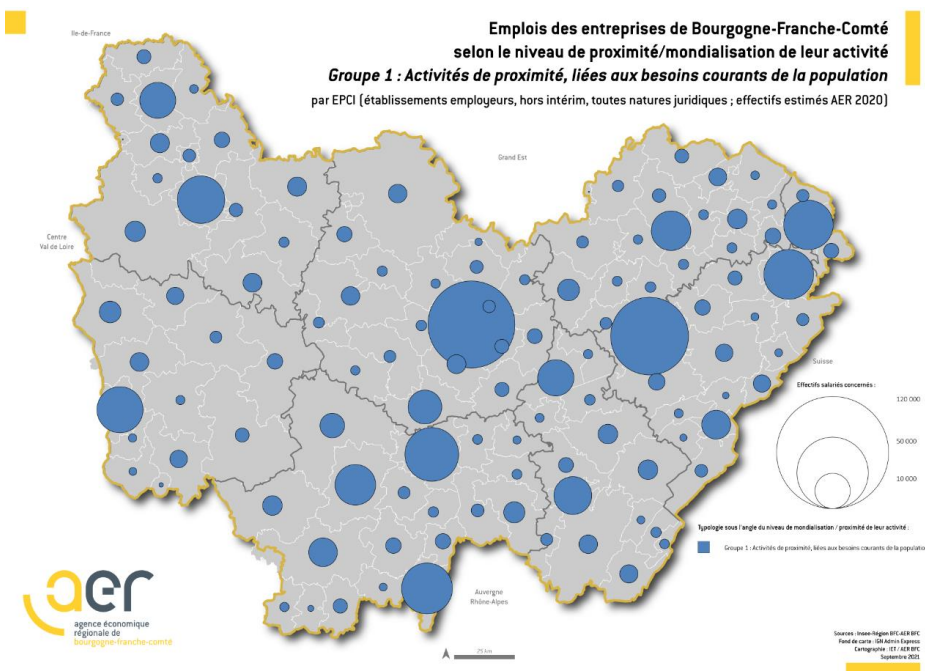 Emplois des entreprises de Bourgogne-Franche-Comté
selon le niveau de proximité/mondialisation de leur activité
Groupe 1 : Activités de proximité, liées aux besoins courants de la population
par EPCI (établissements employeurs, hors intérim, toutes natures juridiques ; effectifs estimés AER 2020)
Ile-de-France
Grand Est
Centre
Val de Loire
Suisse
Effectifs salariés concernés :
120 000
50 000
10 000
Typologie sous l'angle du niveau de mondialisation / proximité de leur activité :
Groupe 1 : Activités de proximité, liées aux besoins courants de la populatio
Auvergne
Rhône-Alpes
aer
agence économique
régionale de
bourgogne-franche-comté
25 km
Sources : Insee-Région BFC-AER BFC
Fond de carte : IGN Admin Express
Cartographie : IET / AER BFC
Septembre 2021